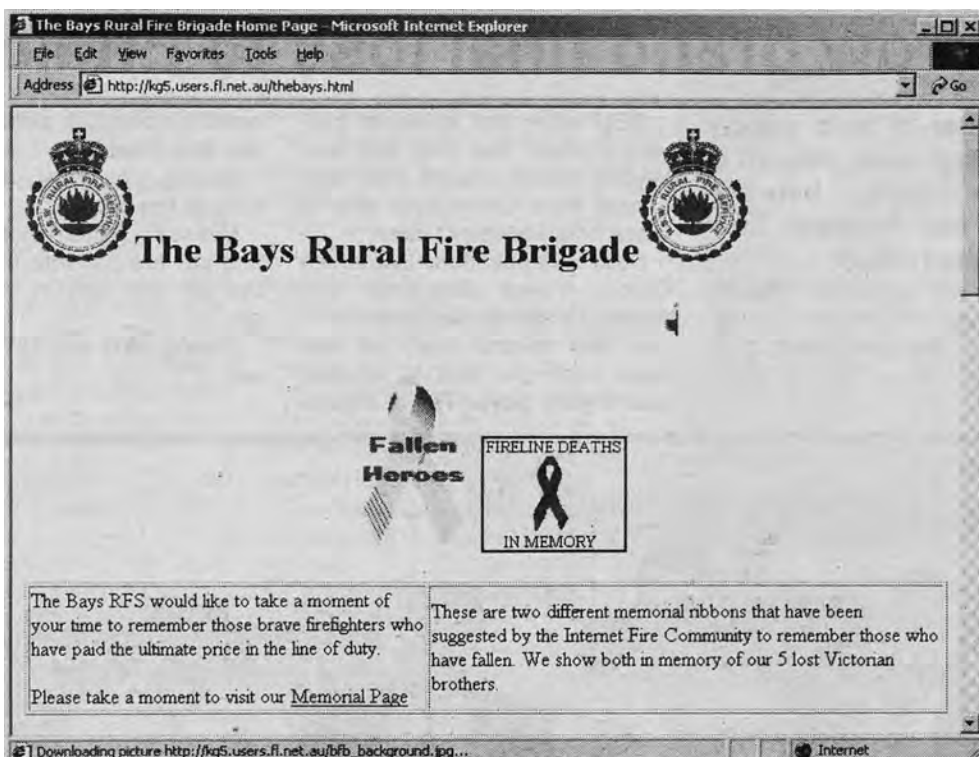 The Bays Rural Fire Brigade Home Page - Microsoft Internet Explorer
File Edit View Favorites Tools Help
Address http://kg5.users.fl.net.au/thebays.html Go
N.S.W. RURAL FIRE SERVICE
N.S.W. RURAL FIRE SERVICE
The Bays Rural Fire Brigade
Fallen
Heroes
FIRELINE DEATHS
IN MEMORY
The Bays RFS would like to take a moment of
your time to remember those brave firefighters who
have paid the ultimate price in the line of duty.
Please take a moment to visit our Memorial Page
These are two different memorial ribbons that have been
suggested by the Internet Fire Community to remember those who
have fallen. We show both in memory of our 5 lost Victorian
brothers.
Downloading picture http://kg5.users.fl.net.au/bfb_background.jpg...
Internet